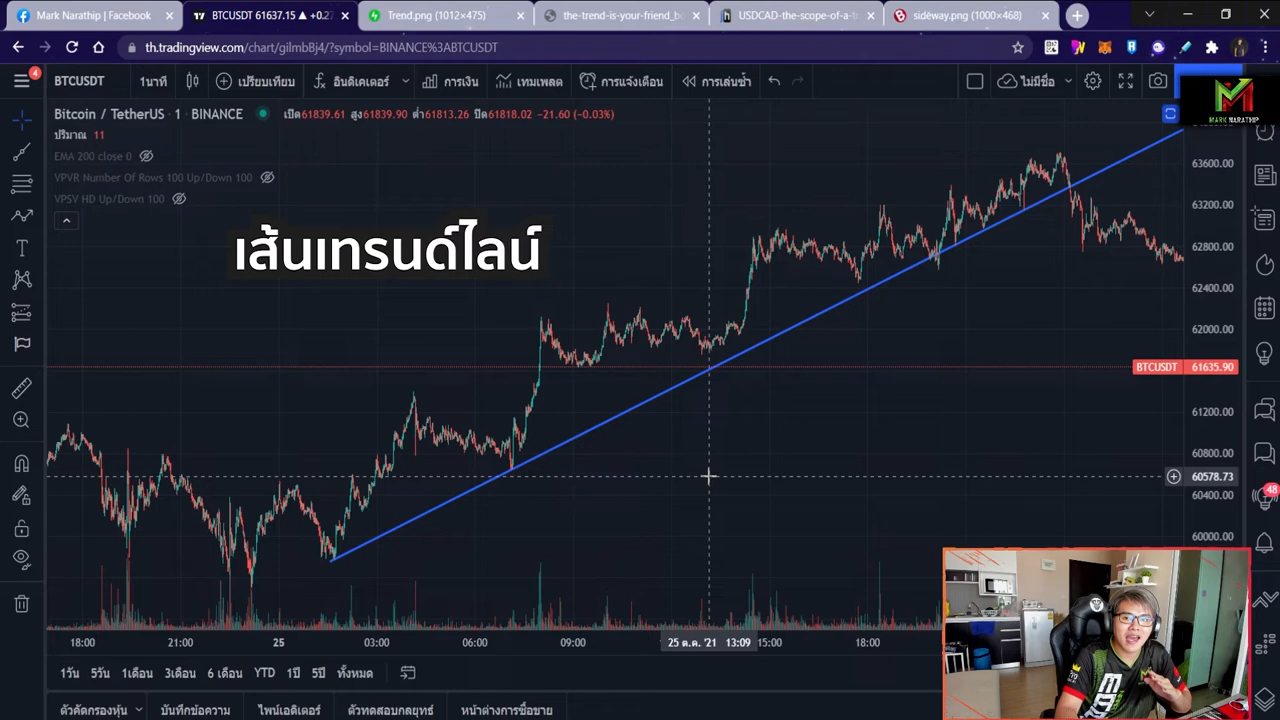 Mark Narathip | Facebook
BTCUSDT 61637.15 ▲ +0.2
Trend.png (1012×475)
the-trend-is-your-friend_bo
USDCAD-the-scope-of-a-t
sideway.png (1000×468)
th.tradingview.com/chart/gilmbBj4/?symbol=BINANCE%3ABTCUSDT
4
BTCUSDT
1นาที
เปรียบเทียบ
อินดิเคเตอร์
การเงิน
เทมเพลต
การแจ้งเตือน
การเล่นซ้ำ
ไม่มีชื่อ
MARK NARATHIP
Bitcoin / TetherUS · 1 · BINANCE
เปิด61839.61 สูง61839.90 ต่ำ61813.26 ปิด61818.02 −21.60 (−0.03%)
ปริมาณ 11
EMA 200 close 0
VPVR Number Of Rows 100 Up/Down 100
VPSV HD Up/Down 100
เส้นเทรนด์ไลน์
63600.00
63200.00
62800.00
62400.00
62000.00
BTCUSDT 61635.90
61200.00
60800.00
60578.73
60400.00
60000.00
48
18:00
21:00
25
03:00
06:00
09:00
25 ต.ค. '21 13:09
15:00
18:00
1วัน
5วัน
1เดือน
3เดือน
6 เดือน
YTD
1ปี
5ปี
ทั้งหมด
ตัวคัดกรองหุ้น
บันทึกข้อความ
ไพน์เอดิเตอร์
ตัวทดสอบกลยุทธ์
หน้าต่างการซื้อขาย